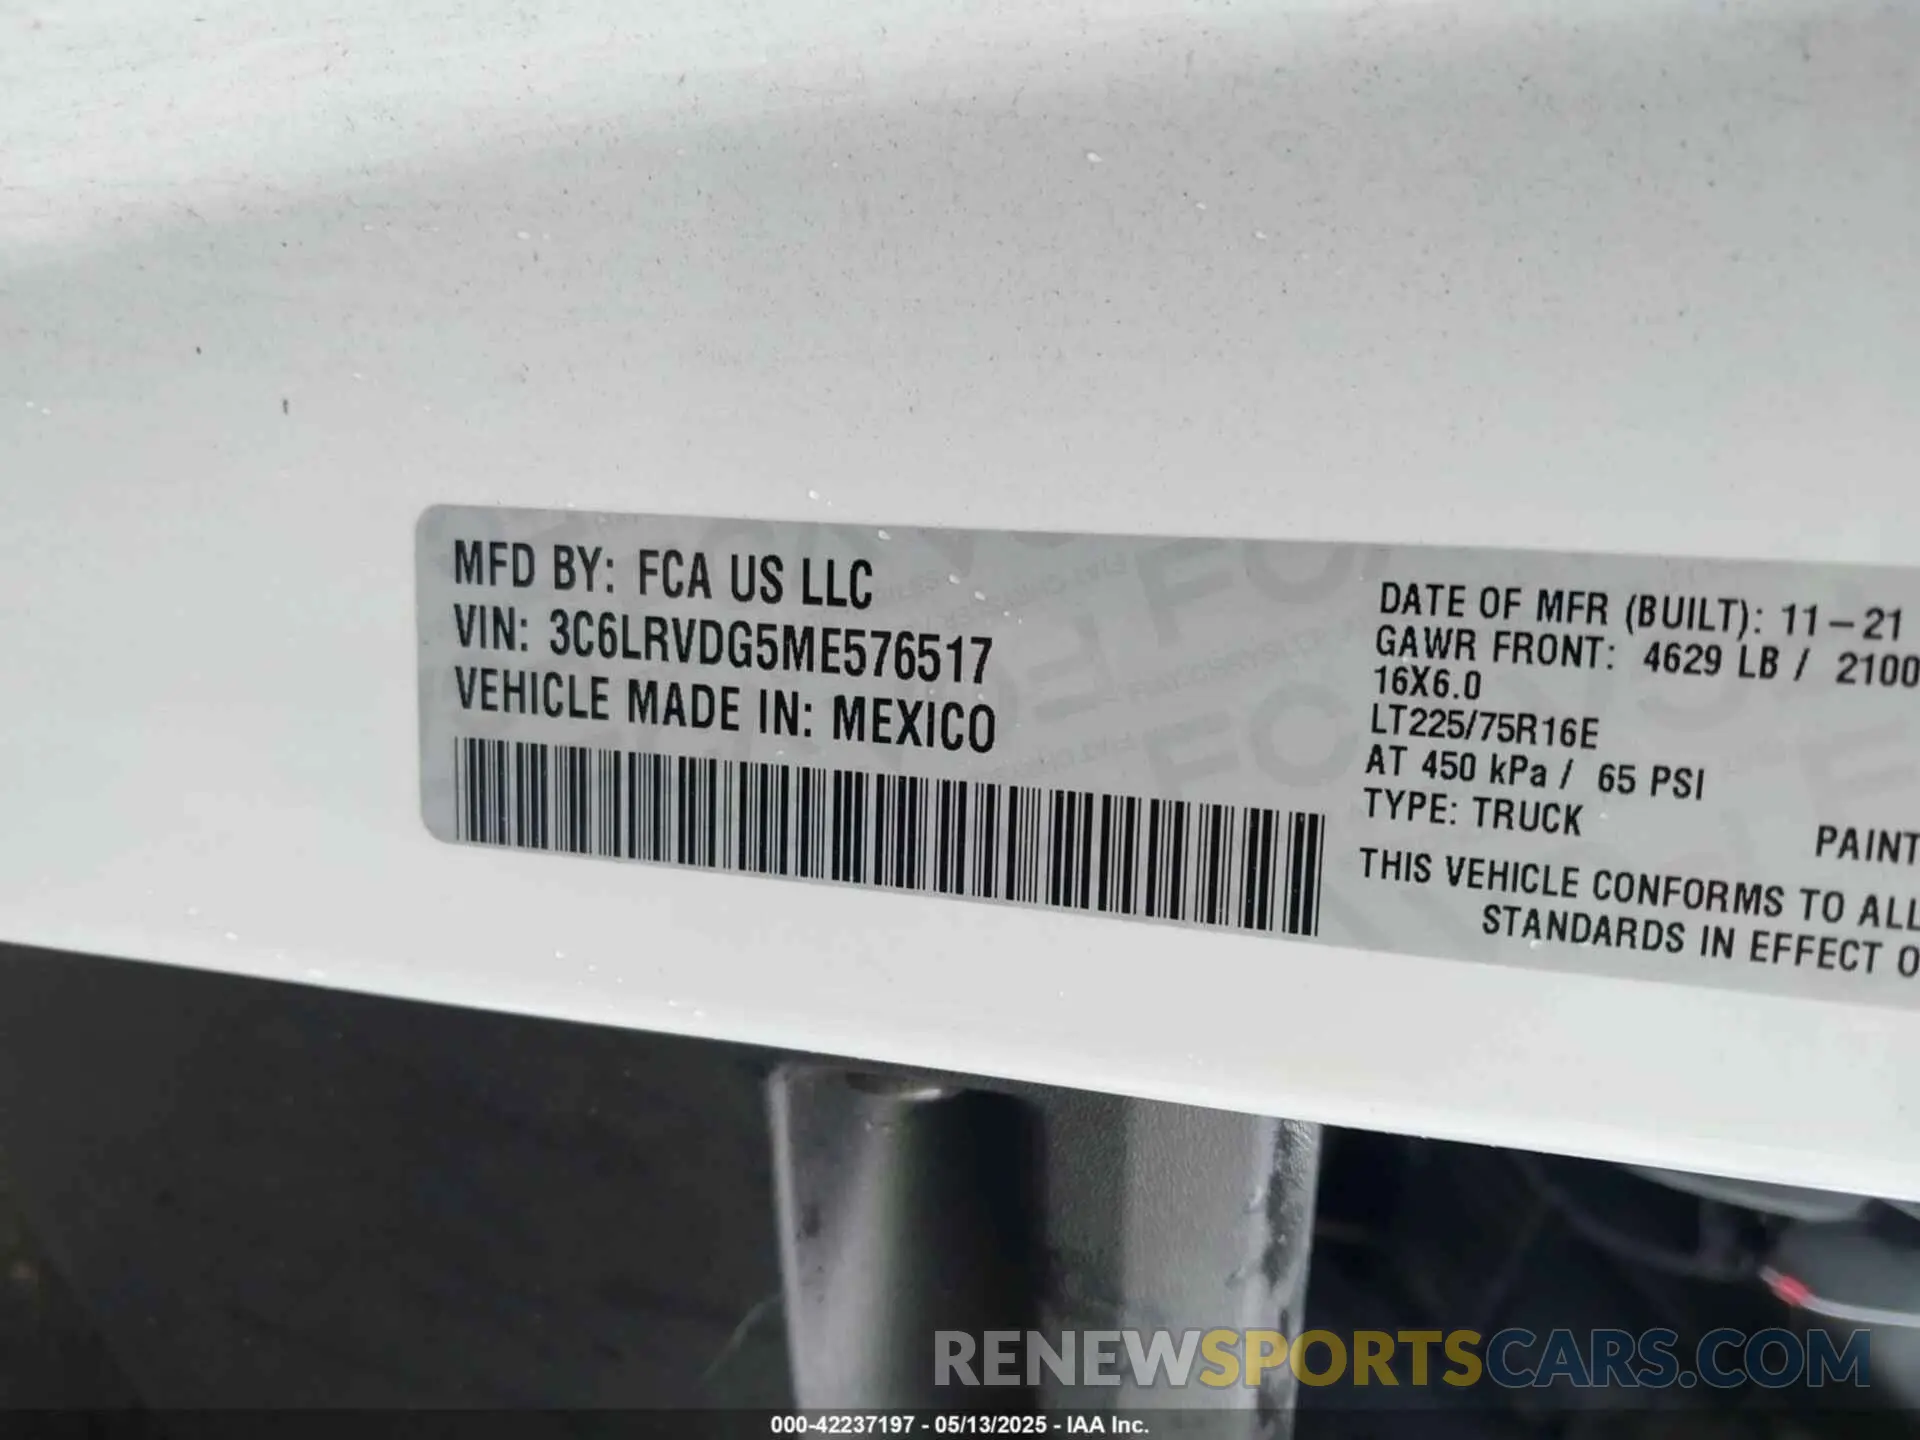 MFD BY: FCA US LLC
VIN: 3C6LRVDG5ME576517
VEHICLE MADE IN: MEXICO
DATE OF MFR (BUILT): 11-21
GAWR FRONT: 4629 LB / 2100
16X6.0
LT225/75R16E
AT 450 kPa / 65 PSI
TYPE: TRUCK
PAINT
THIS VEHICLE CONFORMS TO ALL
STANDARDS IN EFFECT O
RENEWSPORTSCARS.COM
000-42237197 - 05/13/2025 - IAA Inc.